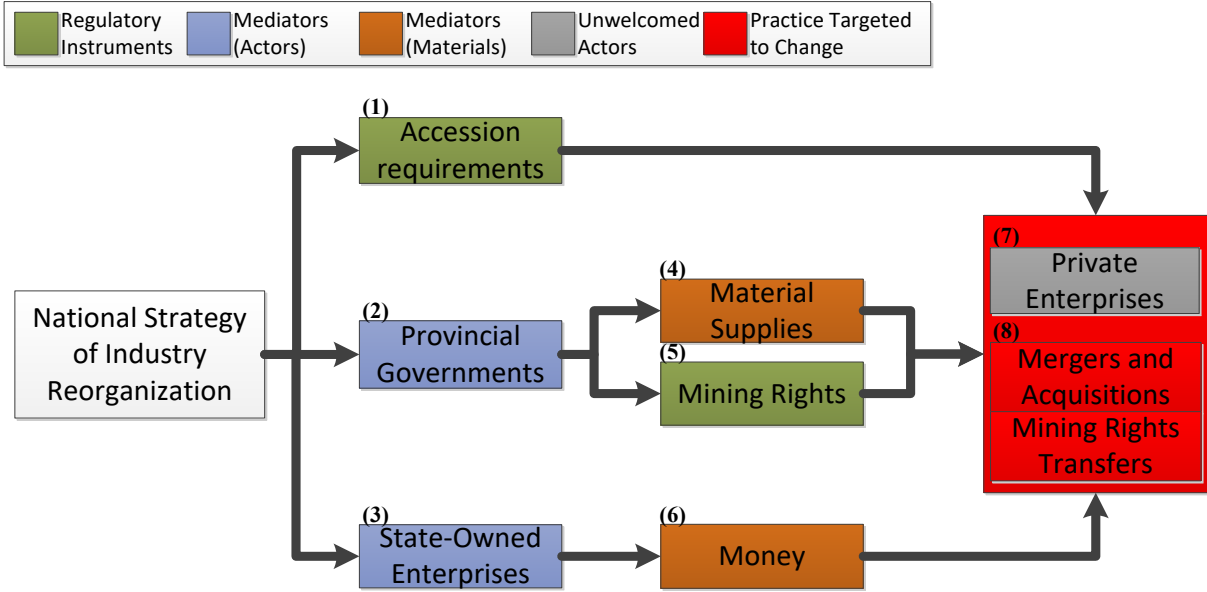 Regulatory
Instruments
Mediators
(Actors)
Mediators
(Materials)
Unwelcomed
Actors
Practice Targeted
to Change
(1)
Accession
requirements
(7)
Private
Enterprises
(4)
Material
Supplies
National Strategy
of Industry
Reorganization
(2)
Provincial
Governments
(5)
Mining Rights
(8)
Mergers and
Acquisitions
Mining Rights
Transfers
(3)
State-Owned
Enterprises
(6)
Money